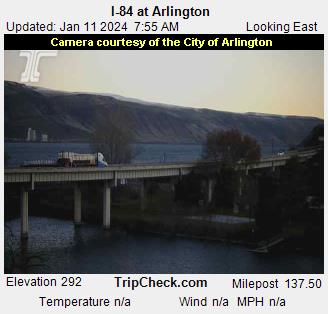 I-84 at Arlington
Updated: Jan 11 2024 7:55 AM Looking East
Camera courtesy of the City of Arlington
Elevation 292 TripCheck.com Milepost 137.50
Temperature n/a Wind n/a MPH n/a